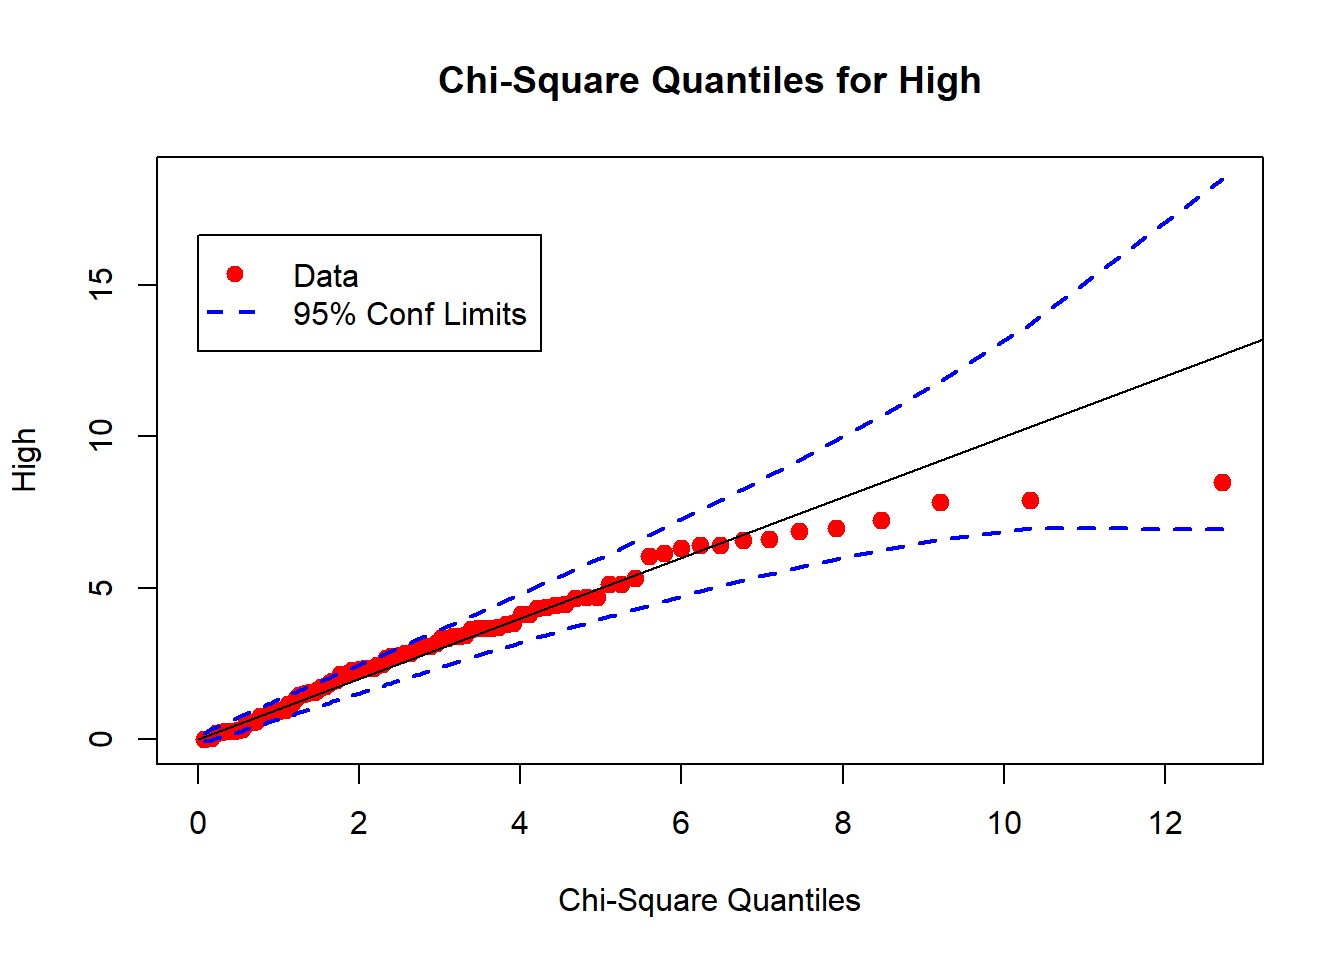 Chi-Square Quantiles for High
Data
95% Conf Limits
15
10
5
0
High
0 2 4 6 8 10 12
Chi-Square Quantiles